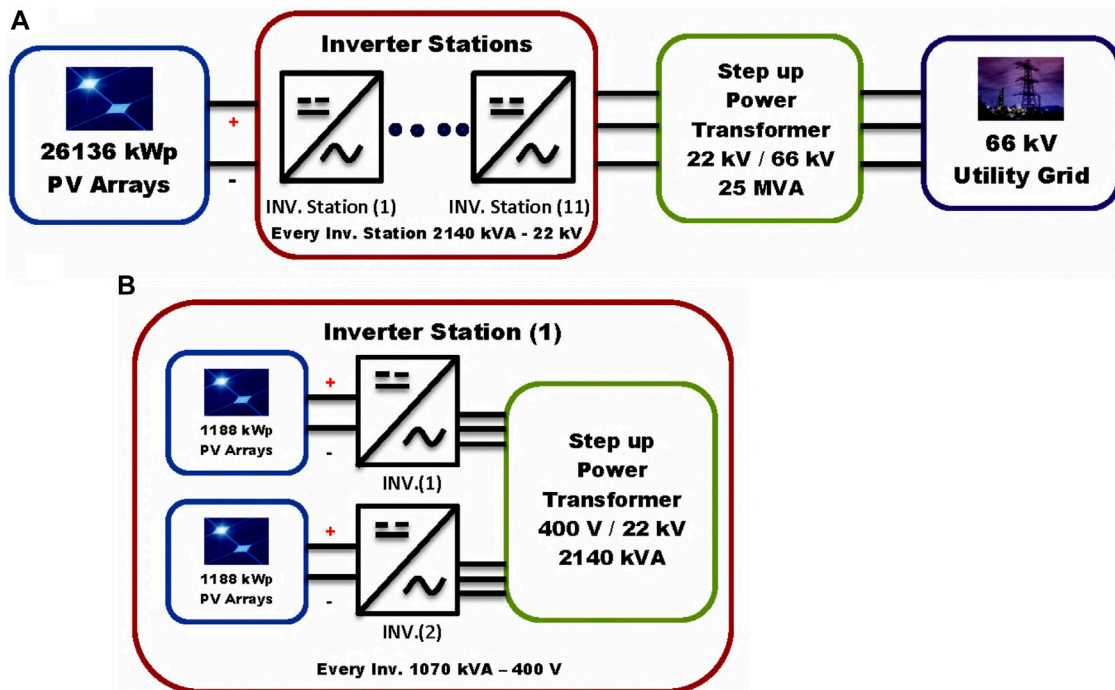 A
Inverter Stations
26136 kWp
PV Arrays
+
-
INV. Station (1)
INV. Station (11)
Every Inv. Station 2140 kVA - 22 kV
Step up
Power
Transformer
22 kV / 66 kV
25 MVA
66 kV
Utility Grid
B
Inverter Station (1)
1188 kWp
PV Arrays
+
-
INV.(1)
1188 kWp
PV Arrays
+
-
INV.(2)
Step up
Power
Transformer
400 V / 22 kV
2140 kVA
Every Inv. 1070 kVA – 400 V